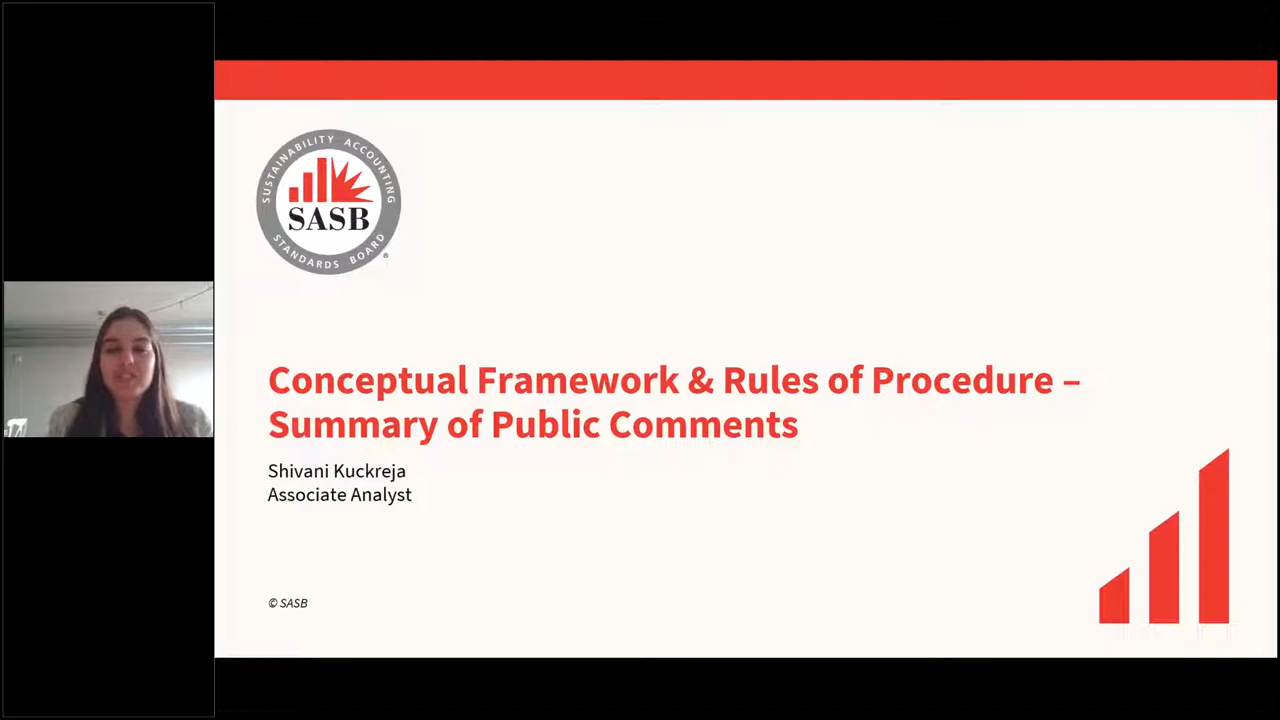 SUSTAINABILITY ACCOUNTING
SASB
STANDARDS BOARD
®
Conceptual Framework & Rules of Procedure –
Summary of Public Comments
Shivani Kuckreja
Associate Analyst
© SASB